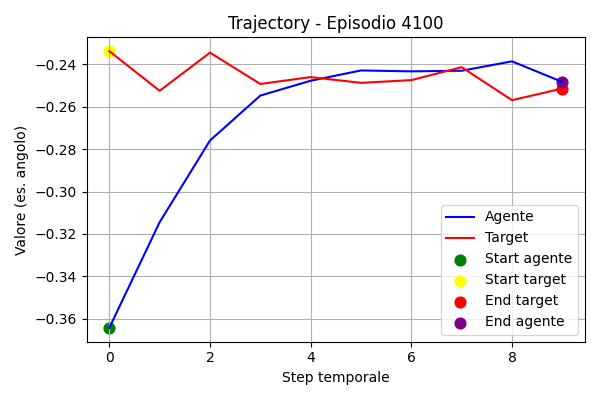 Trajectory - Episodio 4100
Valore (es. angolo)
−0.24
−0.26
−0.28
−0.30
−0.32
−0.34
−0.36
Agente
Target
Start agente
Start target
End target
End agente
0 2 4 6 8
Step temporale